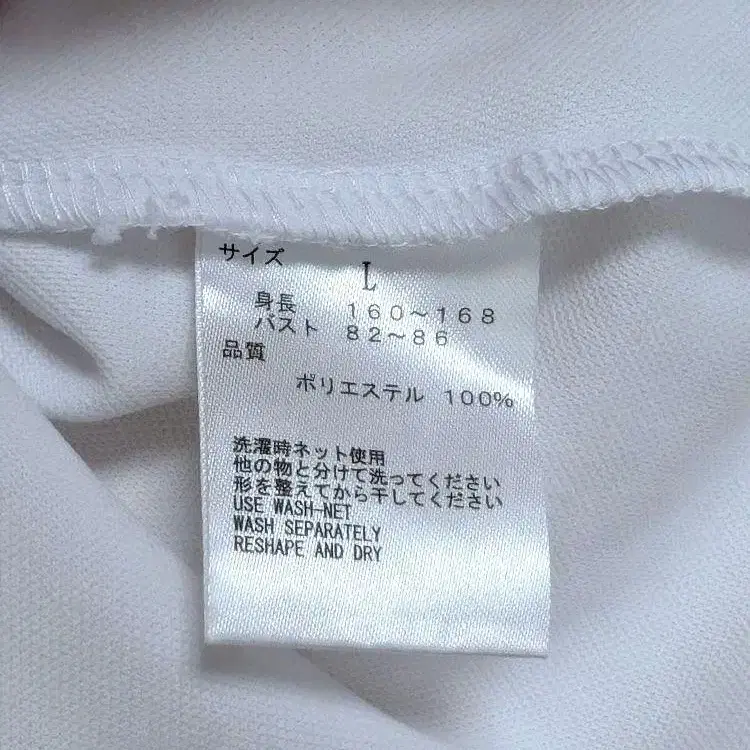 サイズ
L
身長 160～168
バスト 82～86
品質
ポリエステル 100%
洗濯時ネット使用
他の物と分けて洗ってください
形を整えてから干してください
USE WASH-NET
WASH SEPARATELY
RESHAPE AND DRY